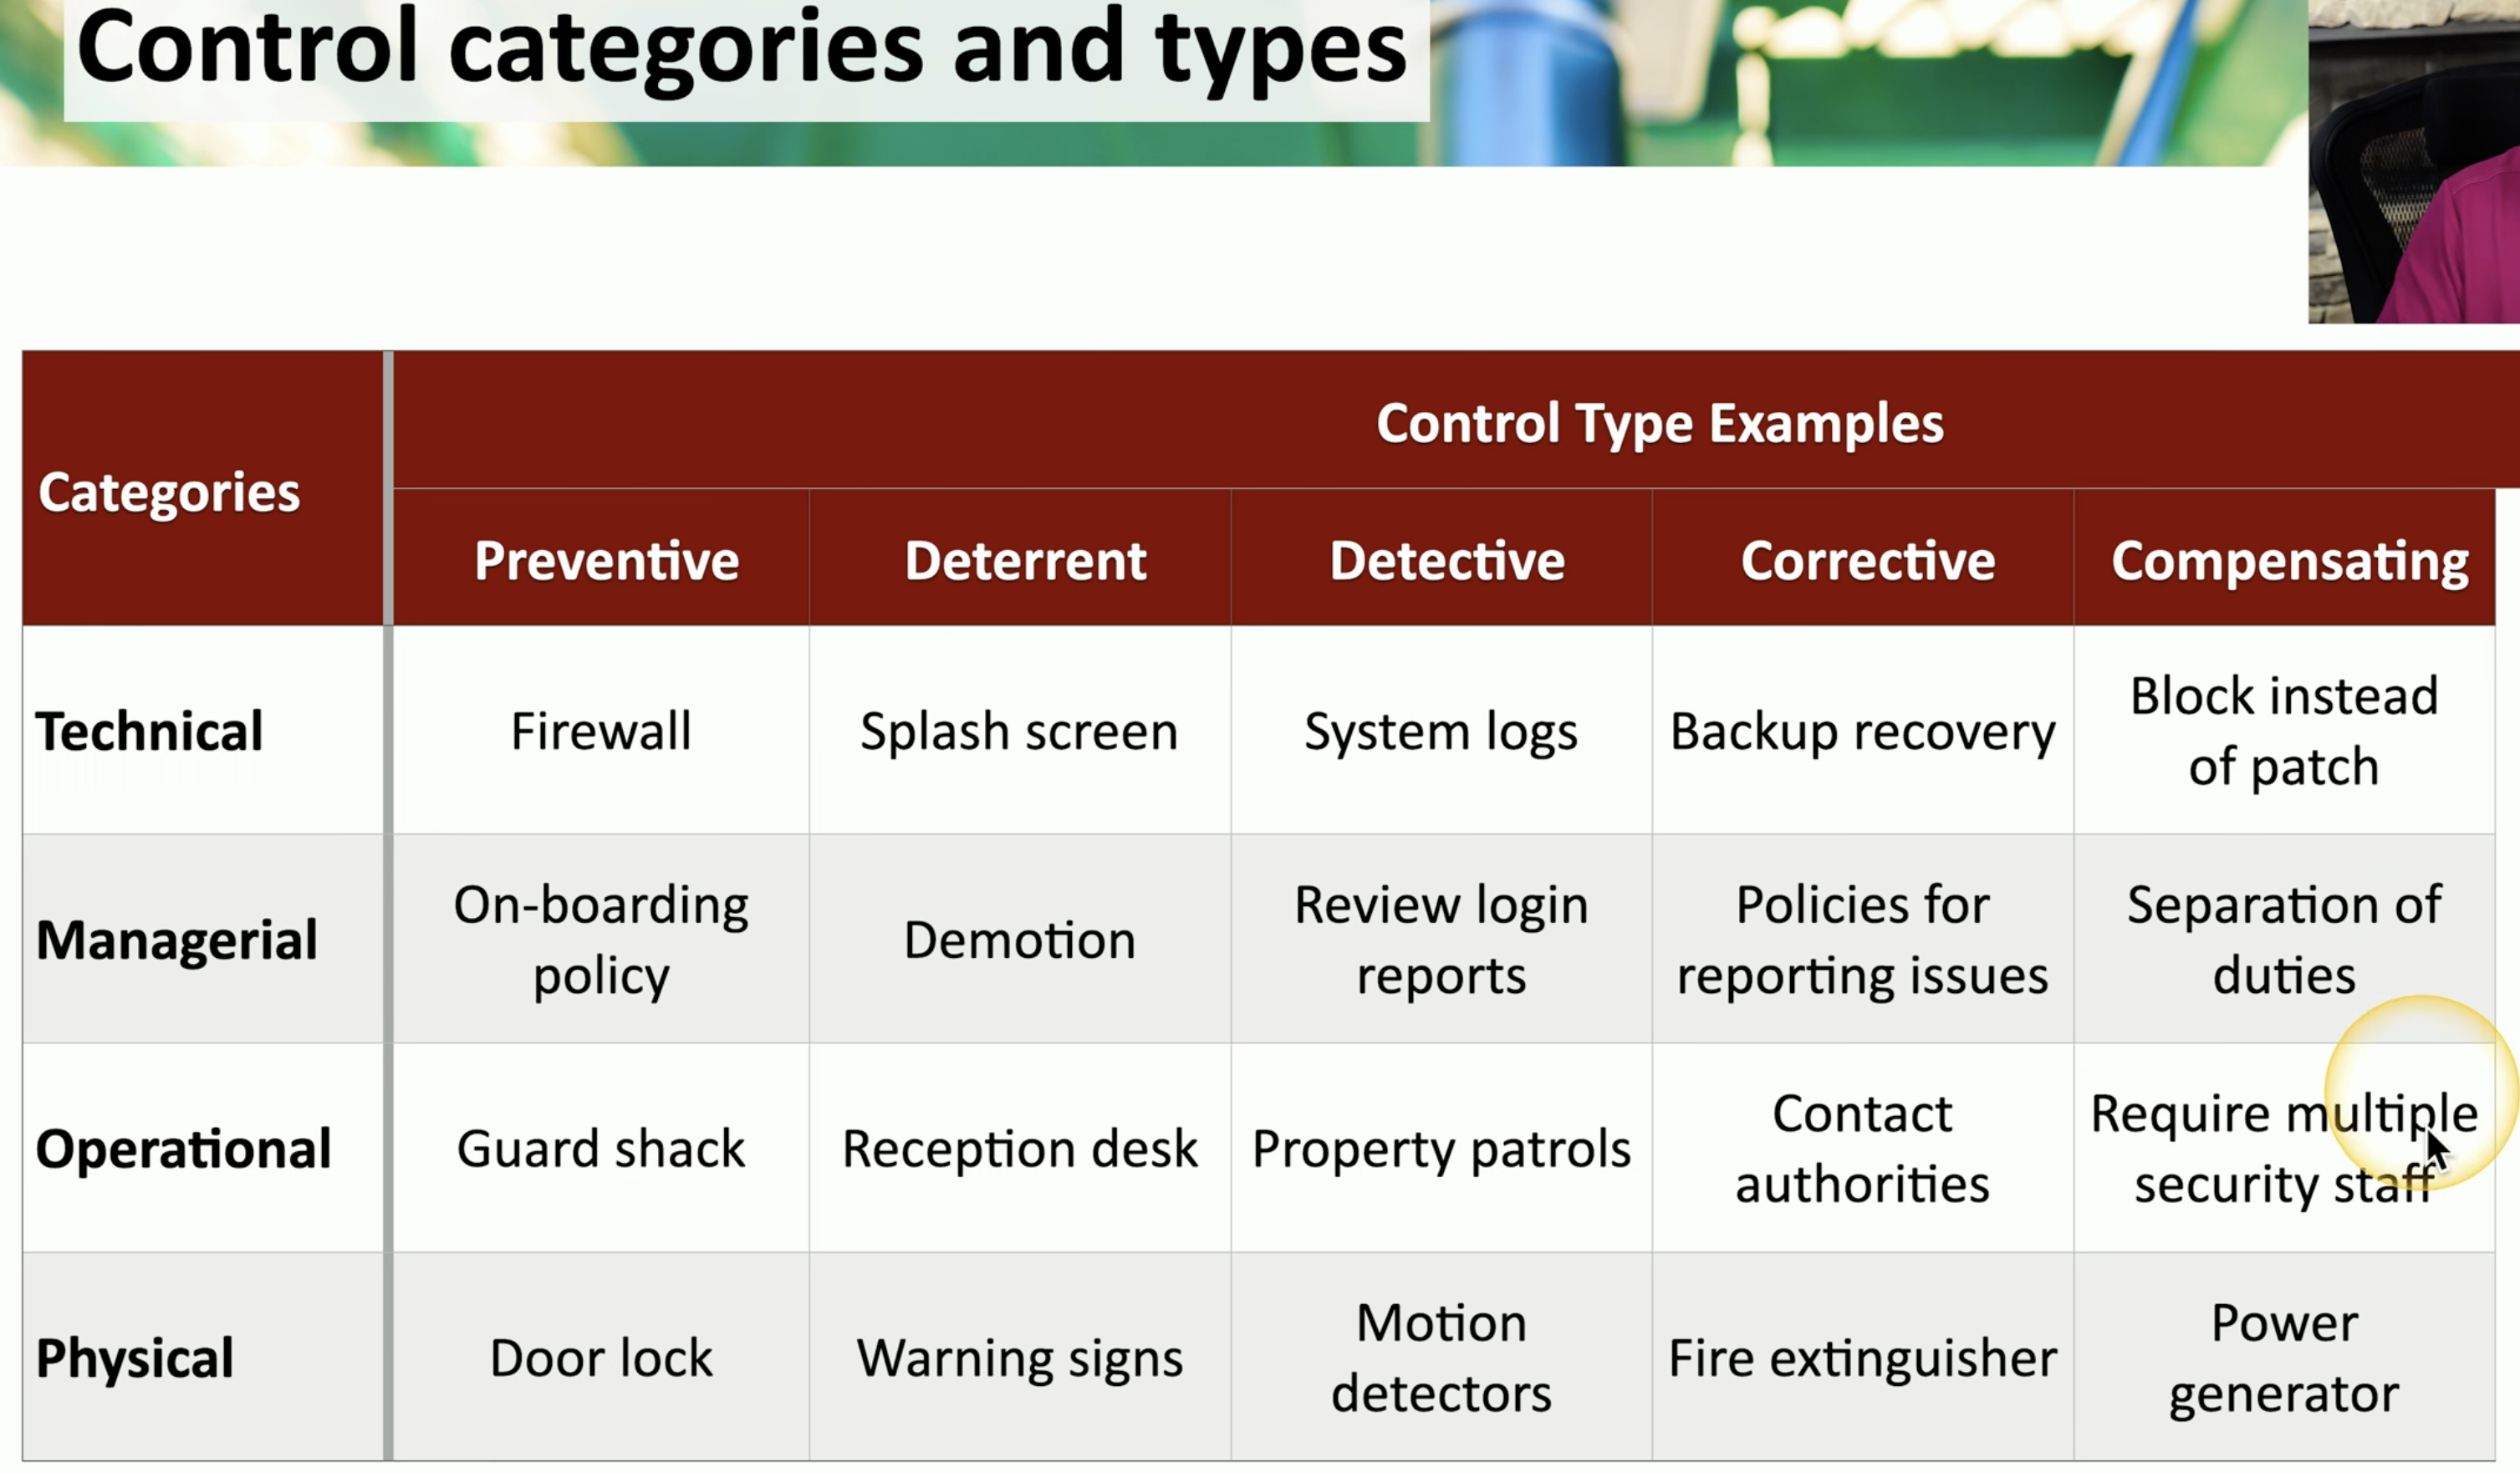 Control categories and types
Categories
Control Type Examples
Preventive
Deterrent
Detective
Corrective
Compensating
Technical
Firewall
Splash screen
System logs
Backup recovery
Block instead
of patch
Managerial
On-boarding
policy
Demotion
Review login
reports
Policies for
reporting issues
Separation of
duties
Operational
Guard shack
Reception desk
Property patrols
Contact
authorities
Require multiple
security staff
Physical
Door lock
Warning signs
Motion
detectors
Fire extinguisher
Power
generator